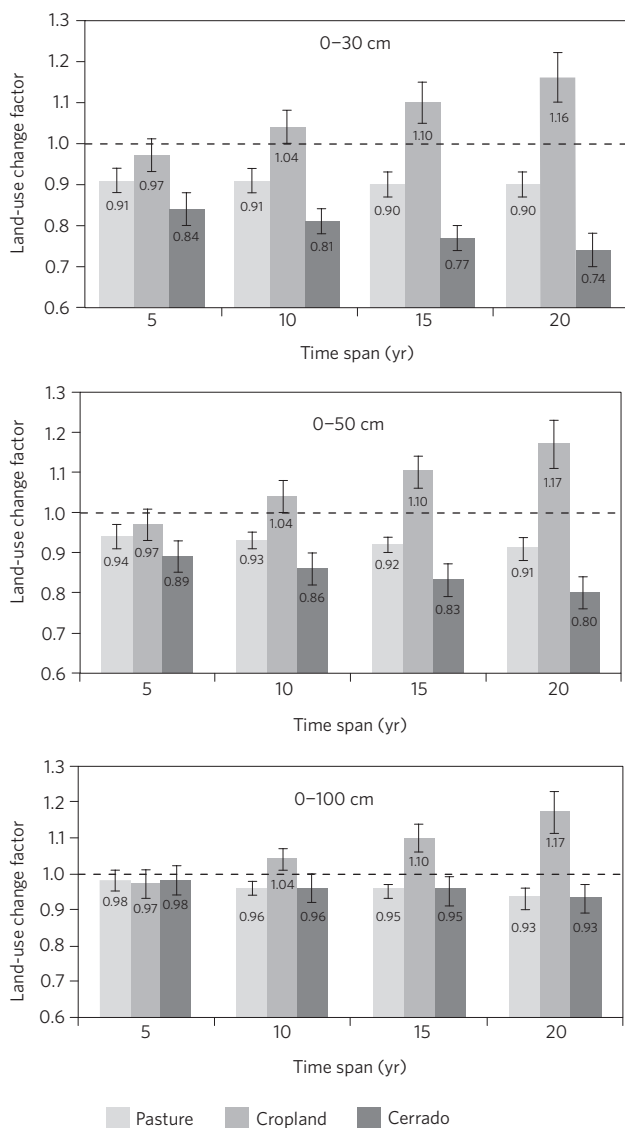 1.3
0–30 cm
1.2
1.1
1.0
0.9
0.8
0.7
0.6
Land-use change factor
0.91 0.97 0.84 0.91 1.04 0.81 0.90 1.10 0.77 0.90 1.16 0.74
5 10 15 20
Time span (yr)
1.3
0–50 cm
1.2
1.1
1.0
0.9
0.8
0.7
0.6
Land-use change factor
0.94 0.97 0.89 0.93 1.04 0.86 0.92 1.10 0.83 0.91 1.17 0.80
5 10 15 20
Time span (yr)
1.3
0–100 cm
1.2
1.1
1.0
0.9
0.8
0.7
0.6
Land-use change factor
0.98 0.97 0.98 0.96 1.04 0.96 0.95 1.10 0.95 0.93 1.17 0.93
5 10 15 20
Time span (yr)
Pasture Cropland Cerrado